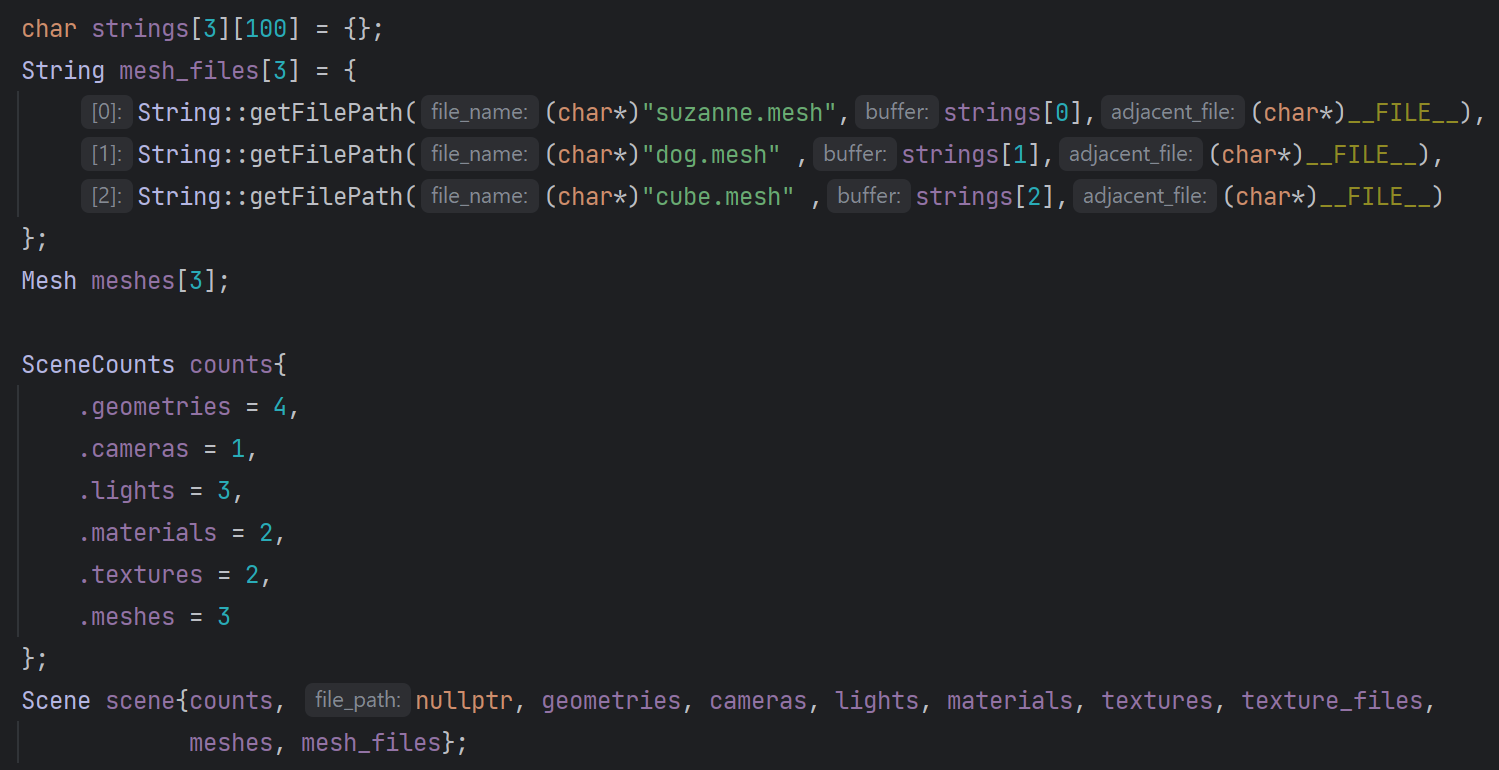 char strings[3][100] = {};
String mesh_files[3] = {
[0]: String::getFilePath( file_name: (char*)"suzanne.mesh", buffer: strings[0], adjacent_file: (char*)__FILE__),
[1]: String::getFilePath( file_name: (char*)"dog.mesh" , buffer: strings[1], adjacent_file: (char*)__FILE__),
[2]: String::getFilePath( file_name: (char*)"cube.mesh" , buffer: strings[2], adjacent_file: (char*)__FILE__)
};
Mesh meshes[3];
SceneCounts counts{
.geometries = 4,
.cameras = 1,
.lights = 3,
.materials = 2,
.textures = 2,
.meshes = 3
};
Scene scene{counts, file_path: nullptr, geometries, cameras, lights, materials, textures, texture_files,
meshes, mesh_files};